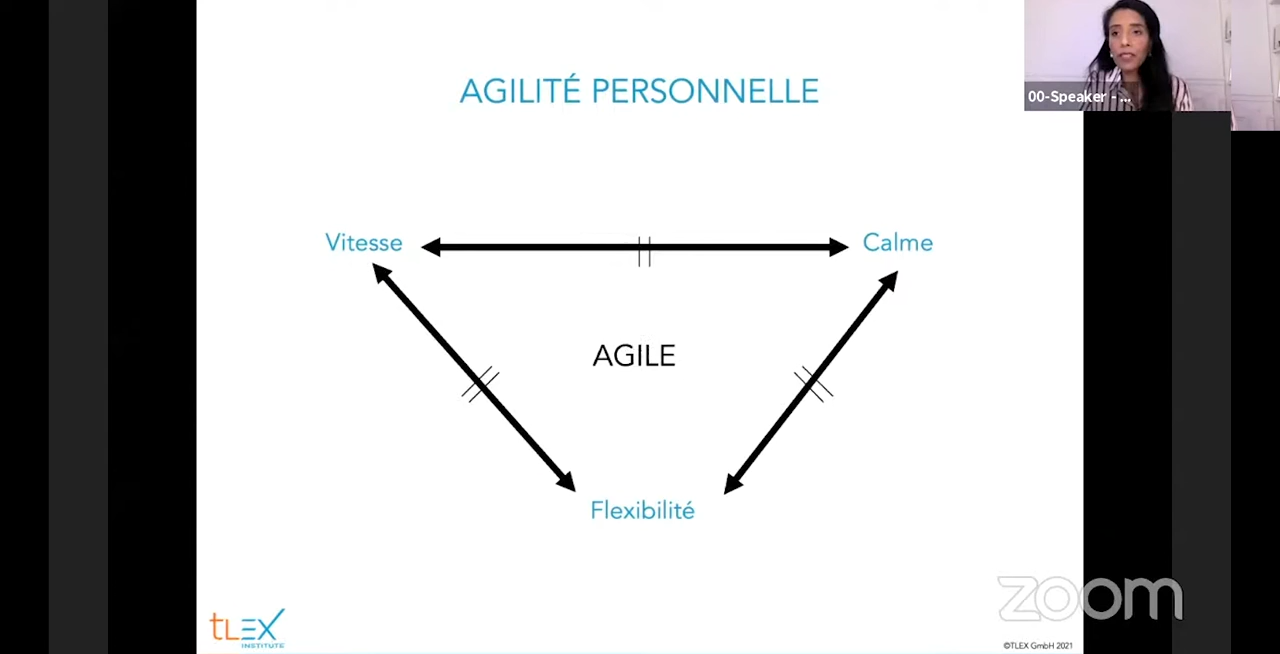 AGILITÉ PERSONNELLE
00-Speaker - ...
Vitesse
Calme
AGILE
Flexibilité
zoom
tLEX
INSTITUTE
©TLEX GmbH 2021